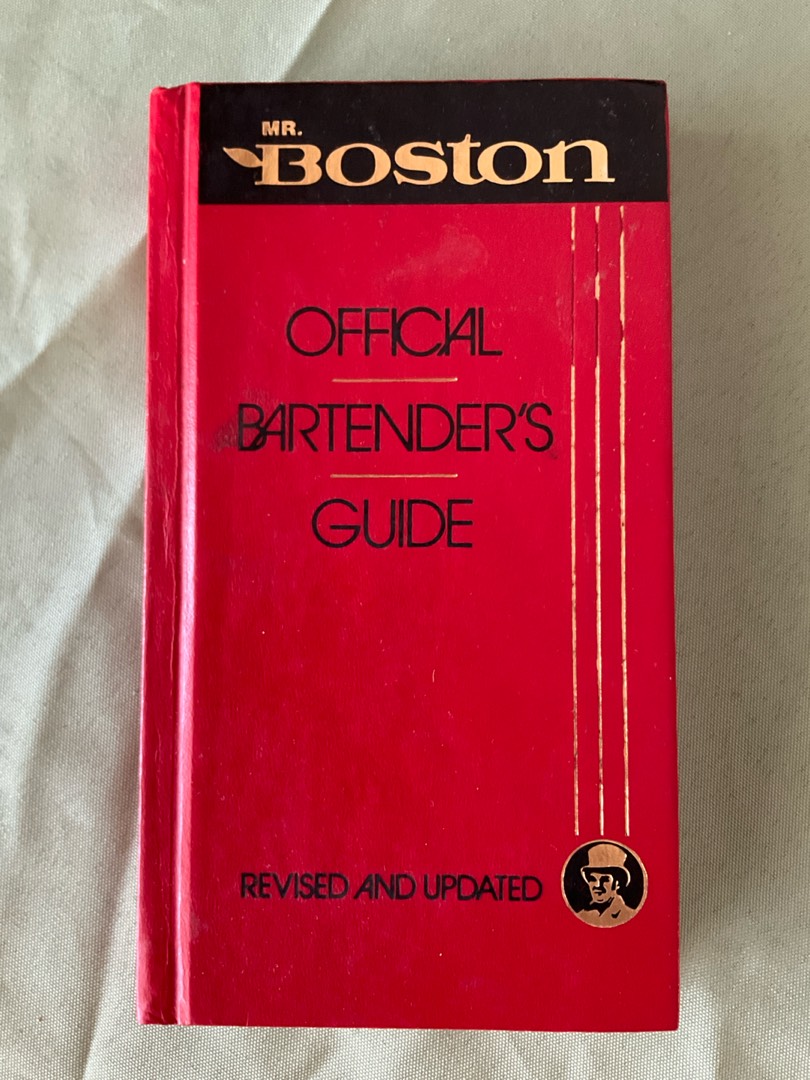 MR.
BOSTON
OFFICIAL
BARTENDER'S
GUIDE
REVISED AND UPDATED